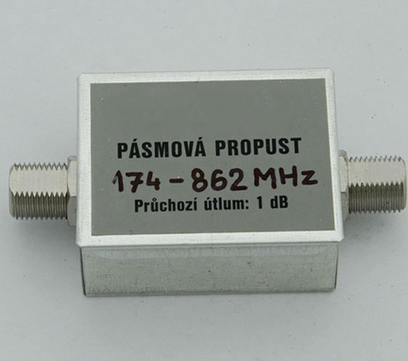 PÁSMOVÁ PROPUST
174-862 MHz
Průchozí útlum: 1 dB